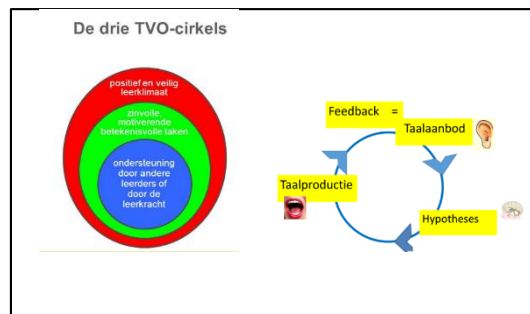 De drie TVO-cirkels
positief en veilig
leerklimaat
zinvolle,
motiverende
betekenisvolle taken
ondersteuning
door andere
leerders of
door de
leerkracht
Feedback =
Taalaanbod
Taalproductie
Hypotheses